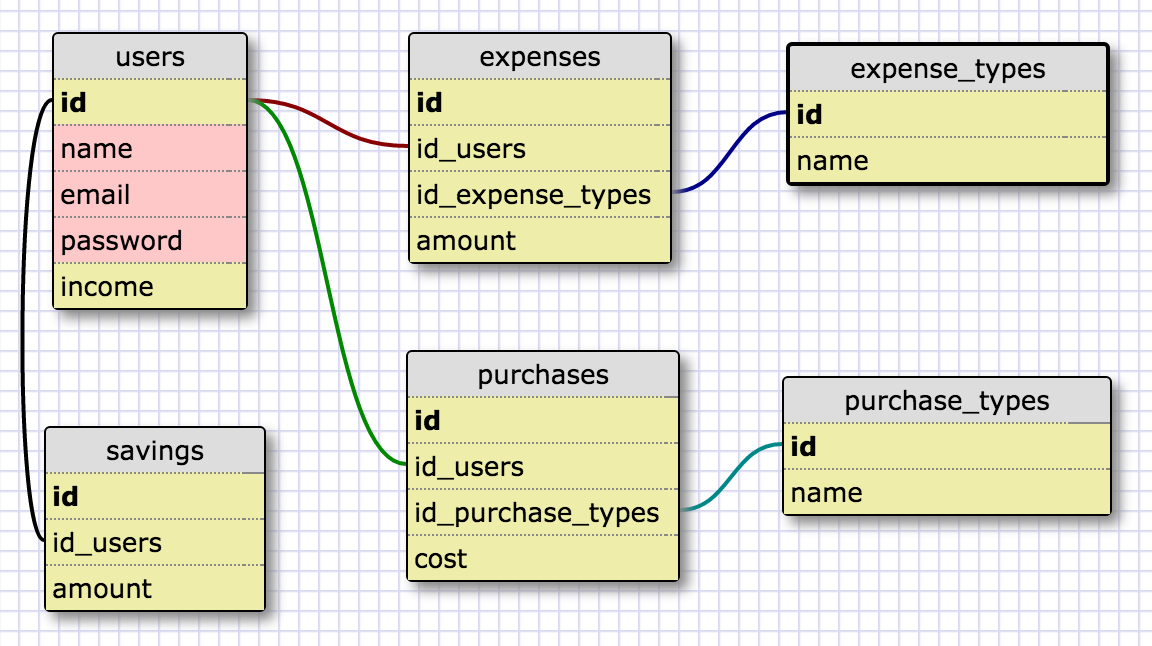 users
id
name
email
password
income
expenses
id
id_users
id_expense_types
amount
expense_types
id
name
savings
id
id_users
amount
purchases
id
id_users
id_purchase_types
cost
purchase_types
id
name